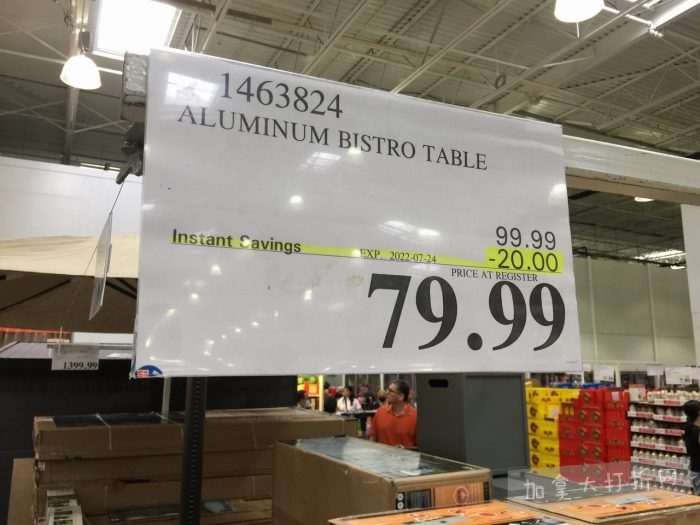 1463824
ALUMINUM BISTRO TABLE
99.99
Instant Savings EXP. 2022-07-24 -20.00
PRICE AT REGISTER
79.99
1399.99
加拿大打折网